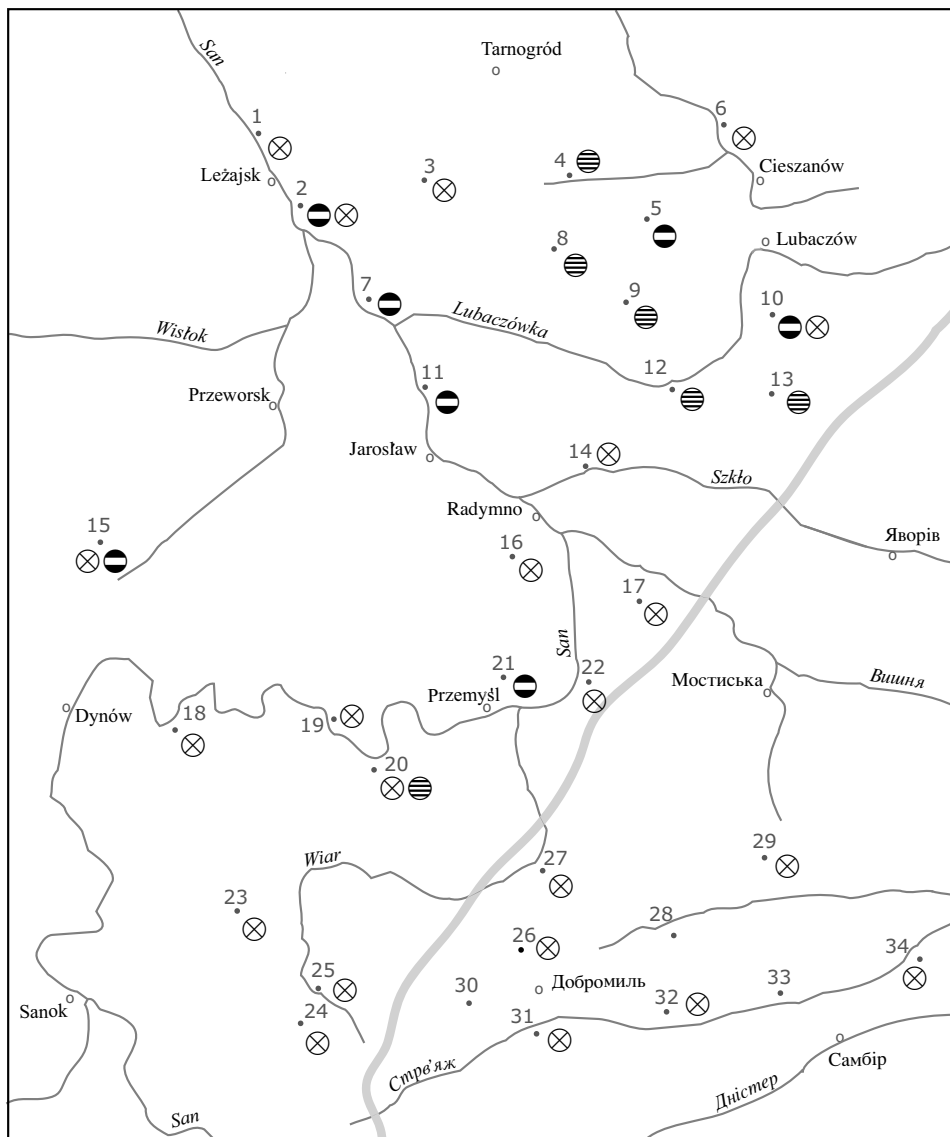 San
Tarnogród
1
6
3
4
Leżajsk
Cieszanów
2
5
8
Lubaczów
7
9
10
Wisłok
Lubaczówka
11
12
13
Przeworsk
Jarosław
14
Szkło
Radymno
15
16
Яворів
17
San
21
22
Мостиська
Вишня
Przemyśl
Dynów
18
19
20
Wiar
27
29
23
28
26
34
25
30
Добромиль
33
Sanok
32
24
31
Самбір
Стрв'яж
Дністер
San